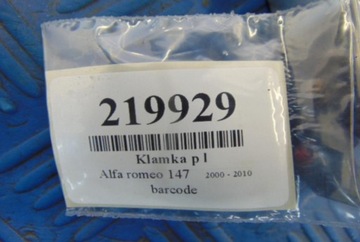 219929
Klamka p l
Alfa romeo 147 2000 - 2010
barcode